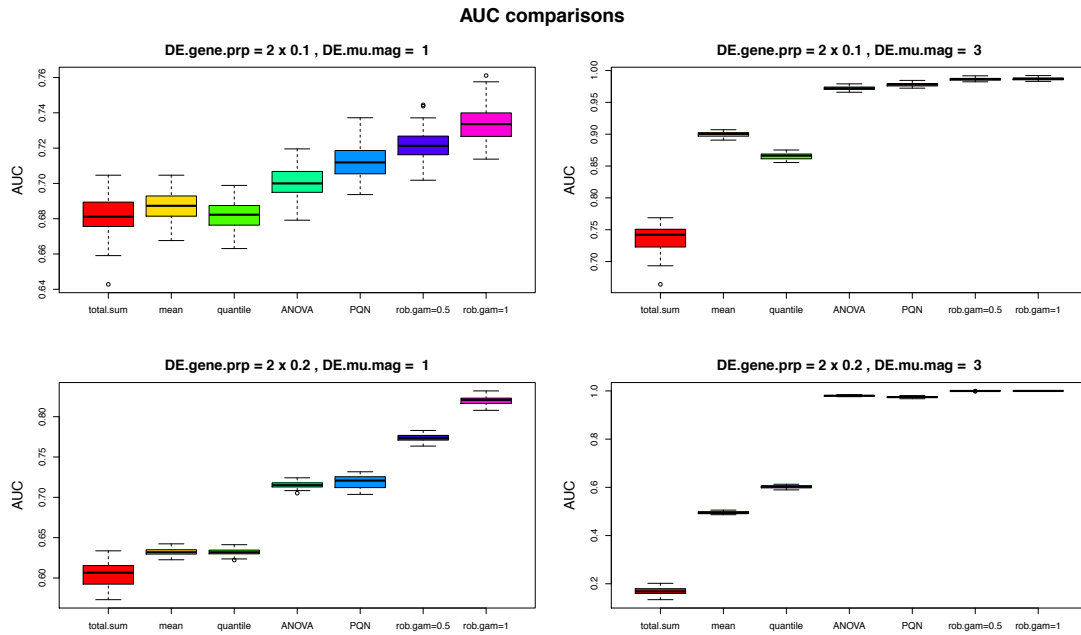 AUC comparisons
DE.gene.prp = 2 x 0.1 , DE.mu.mag = 1
AUC
0.76
0.74
0.72
0.70
0.68
0.66
0.64
total.sum mean quantile ANOVA PQN rob.gam=0.5 rob.gam=1
DE.gene.prp = 2 x 0.1 , DE.mu.mag = 3
AUC
1.00
0.95
0.90
0.85
0.80
0.75
0.70
total.sum mean quantile ANOVA PQN rob.gam=0.5 rob.gam=1
DE.gene.prp = 2 x 0.2 , DE.mu.mag = 1
AUC
0.80
0.75
0.70
0.65
0.60
total.sum mean quantile ANOVA PQN rob.gam=0.5 rob.gam=1
DE.gene.prp = 2 x 0.2 , DE.mu.mag = 3
AUC
1.0
0.8
0.6
0.4
0.2
total.sum mean quantile ANOVA PQN rob.gam=0.5 rob.gam=1